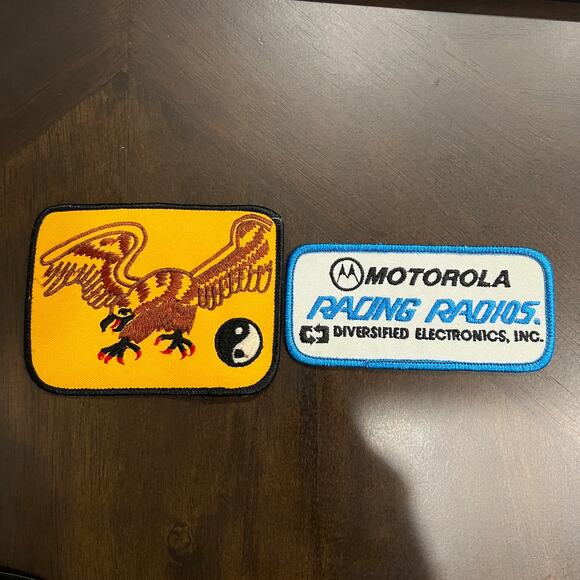 MOTOROLA
RACING RADIOS.
DIVERSIFIED ELECTRONICS, INC.